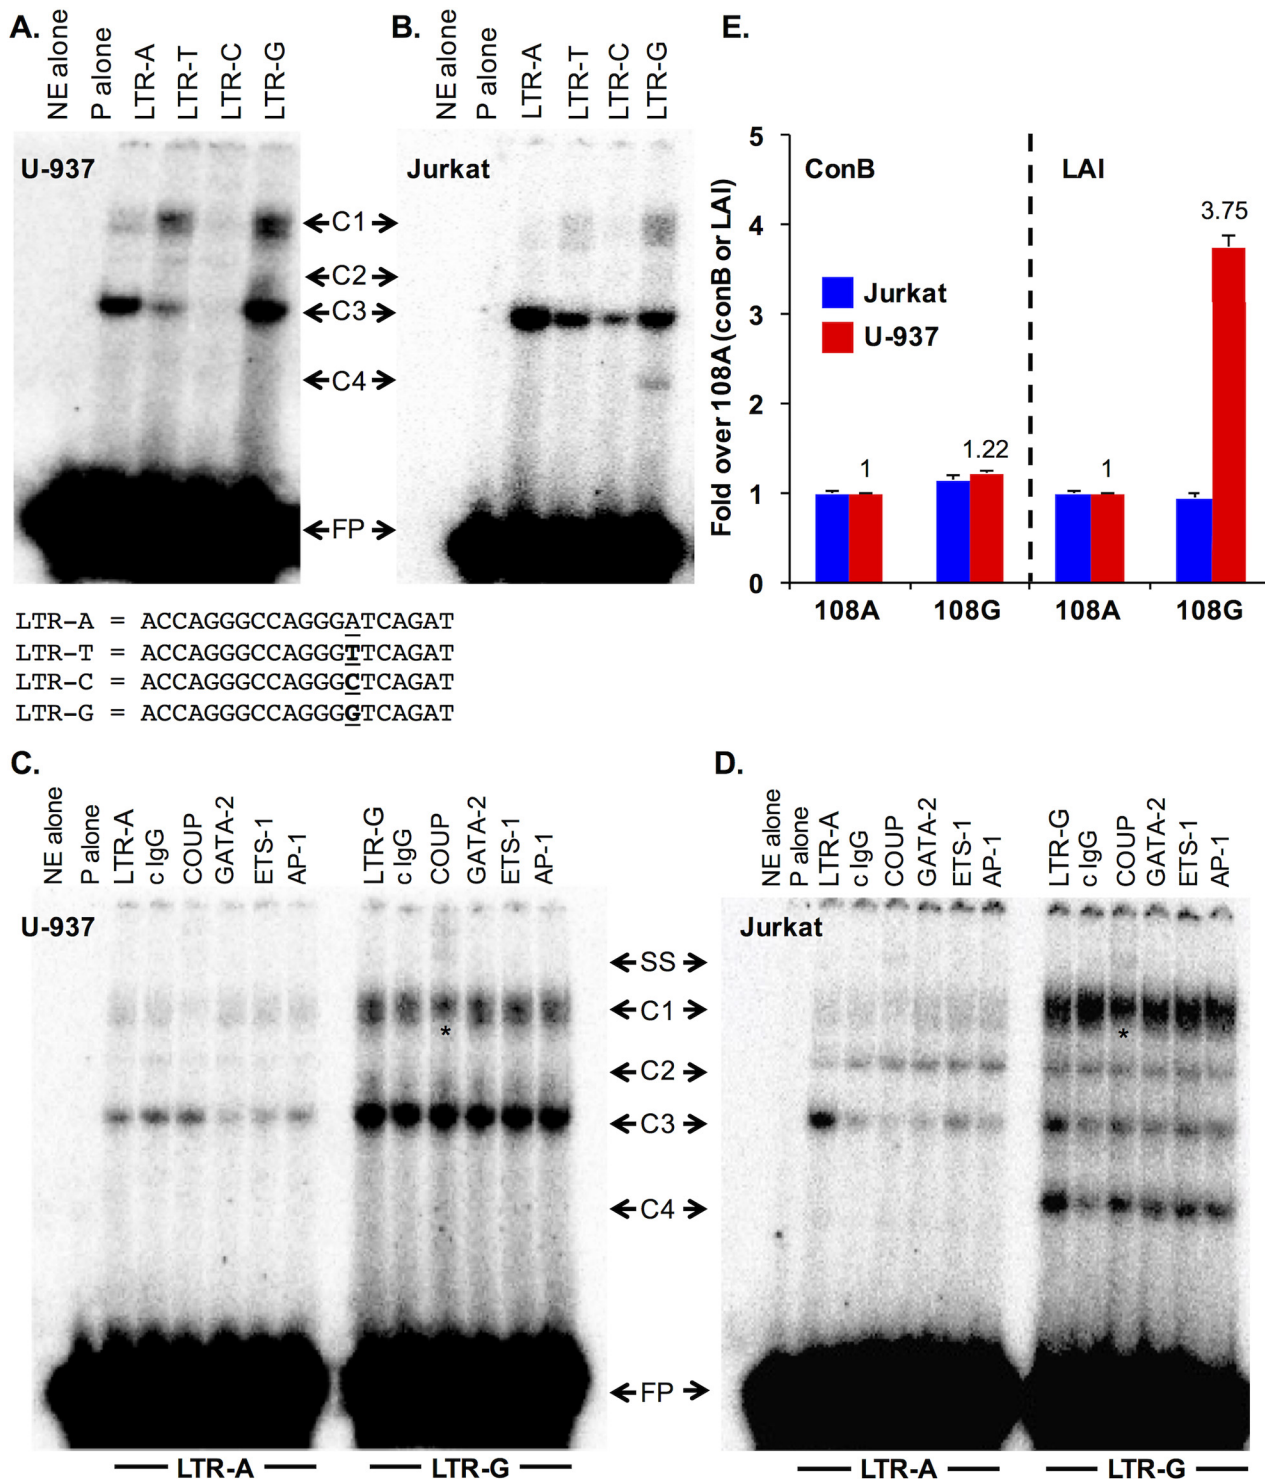 A.
NE alone
P alone
LTR-A
LTR-T
LTR-C
LTR-G
U-937
B.
NE alone
P alone
LTR-A
LTR-T
LTR-C
LTR-G
Jurkat
C1
C2
C3
C4
FP
LTR-A = ACCAGGGCCAGGGATCAGAT
LTR-T = ACCAGGGCCAGGGTTCAGAT
LTR-C = ACCAGGGCCAGGGCTCAGAT
LTR-G = ACCAGGGCCAGGGGTCAGAT
E.
Fold over 108A (conB or LAI)
5
4
3
2
1
0
ConB
LAI
Jurkat
U-937
1
1.22
1
3.75
108A
108G
108A
108G
C.
NE alone
P alone
LTR-A
c IgG
COUP
GATA-2
ETS-1
AP-1
LTR-G
c IgG
COUP
GATA-2
ETS-1
AP-1
U-937
*
LTR-A
LTR-G
SS
C1
C2
C3
C4
FP
D.
NE alone
P alone
LTR-A
c IgG
COUP
GATA-2
ETS-1
AP-1
LTR-G
c IgG
COUP
GATA-2
ETS-1
AP-1
Jurkat
*
LTR-A
LTR-G